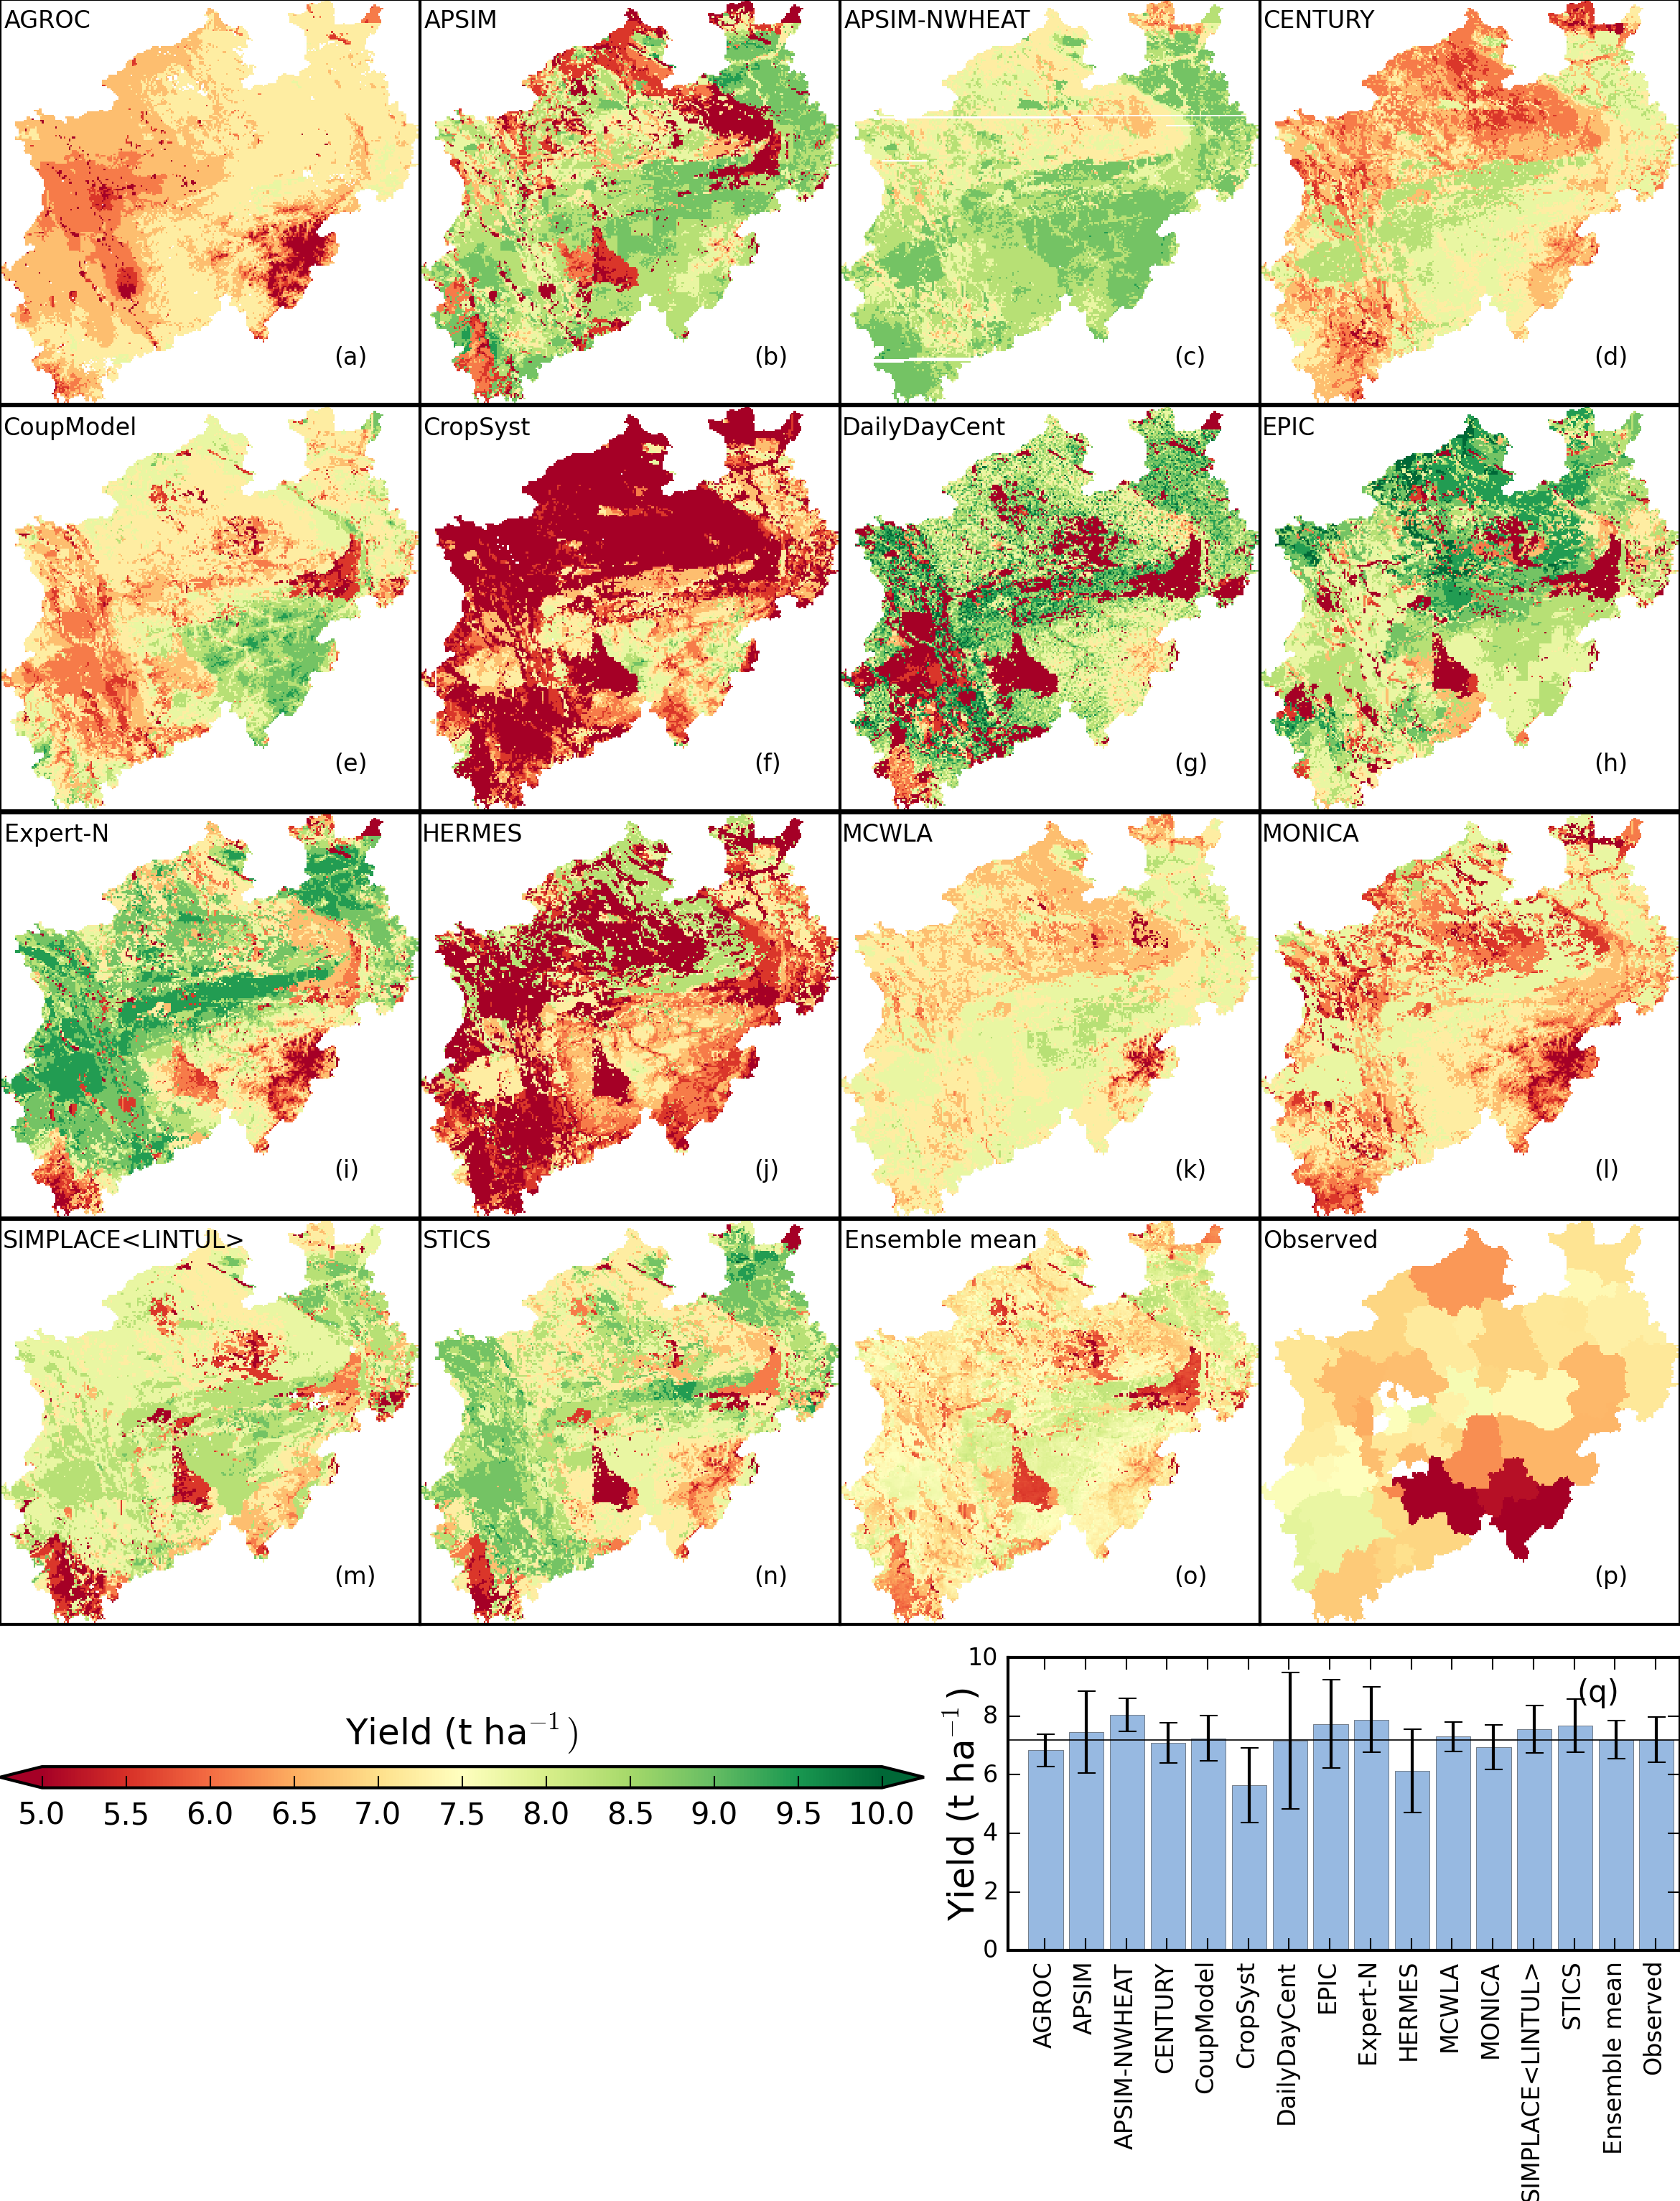 AGROC
APSIM
APSIM-NWHEAT
CENTURY
(a)
(b)
(c)
(d)
CoupModel
CropSyst
DailyDayCent
EPIC
(e)
(f)
(g)
(h)
Expert-N
HERMES
MCWLA
MONICA
(i)
(j)
(k)
(l)
SIMPLACE<LINTUL>
STICS
Ensemble mean
Observed
(m)
(n)
(o)
(p)
Yield (t ha⁻¹)
5.0 5.5 6.0 6.5 7.0 7.5 8.0 8.5 9.0 9.5 10.0
(q)
Yield (t ha⁻¹)
10
8
6
4
2
0
AGROC
APSIM
APSIM-NWHEAT
CENTURY
CoupModel
CropSyst
DailyDayCent
EPIC
Expert-N
HERMES
MCWLA
MONICA
SIMPLACE<LINTUL>
STICS
Ensemble mean
Observed